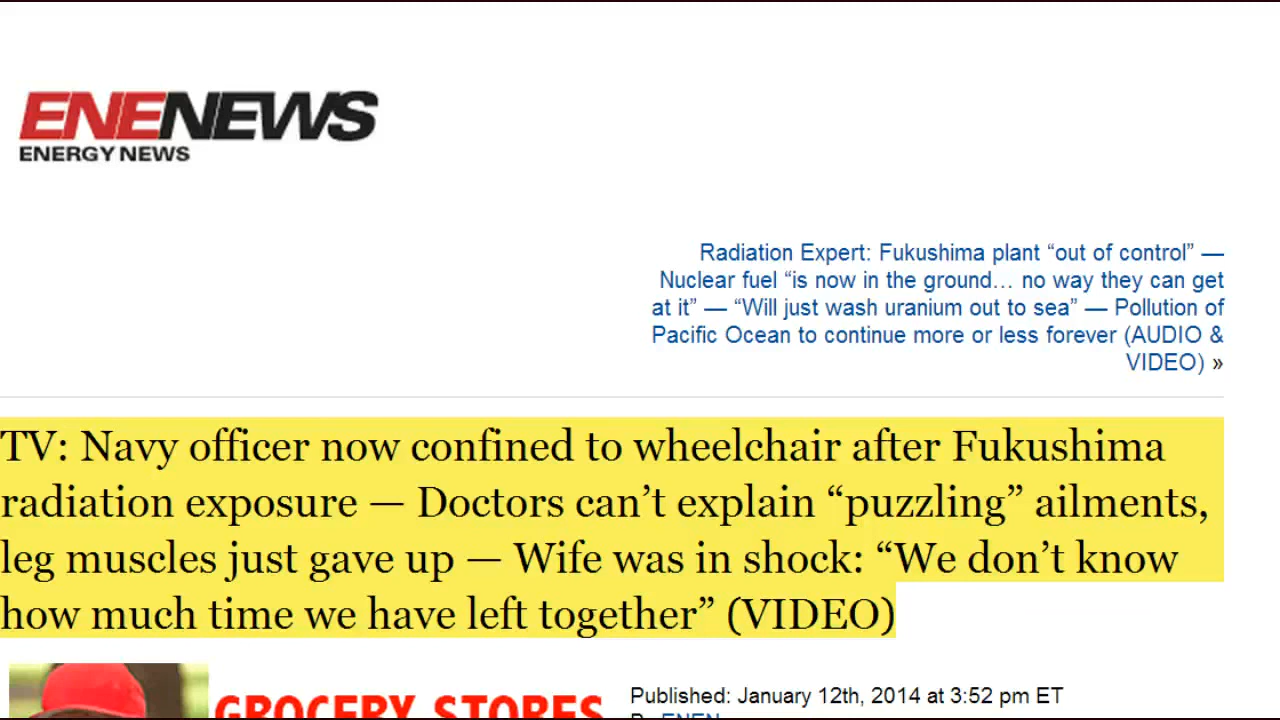 ENENEWS
ENERGY NEWS
Radiation Expert: Fukushima plant “out of control” —
Nuclear fuel “is now in the ground… no way they can get
at it” — “Will just wash uranium out to sea” — Pollution of
Pacific Ocean to continue more or less forever (AUDIO &
VIDEO) »
TV: Navy officer now confined to wheelchair after Fukushima
radiation exposure — Doctors can’t explain “puzzling” ailments,
leg muscles just gave up — Wife was in shock: “We don’t know
how much time we have left together” (VIDEO)
GROCERY STORES
Published: January 12th, 2014 at 3:52 pm ET